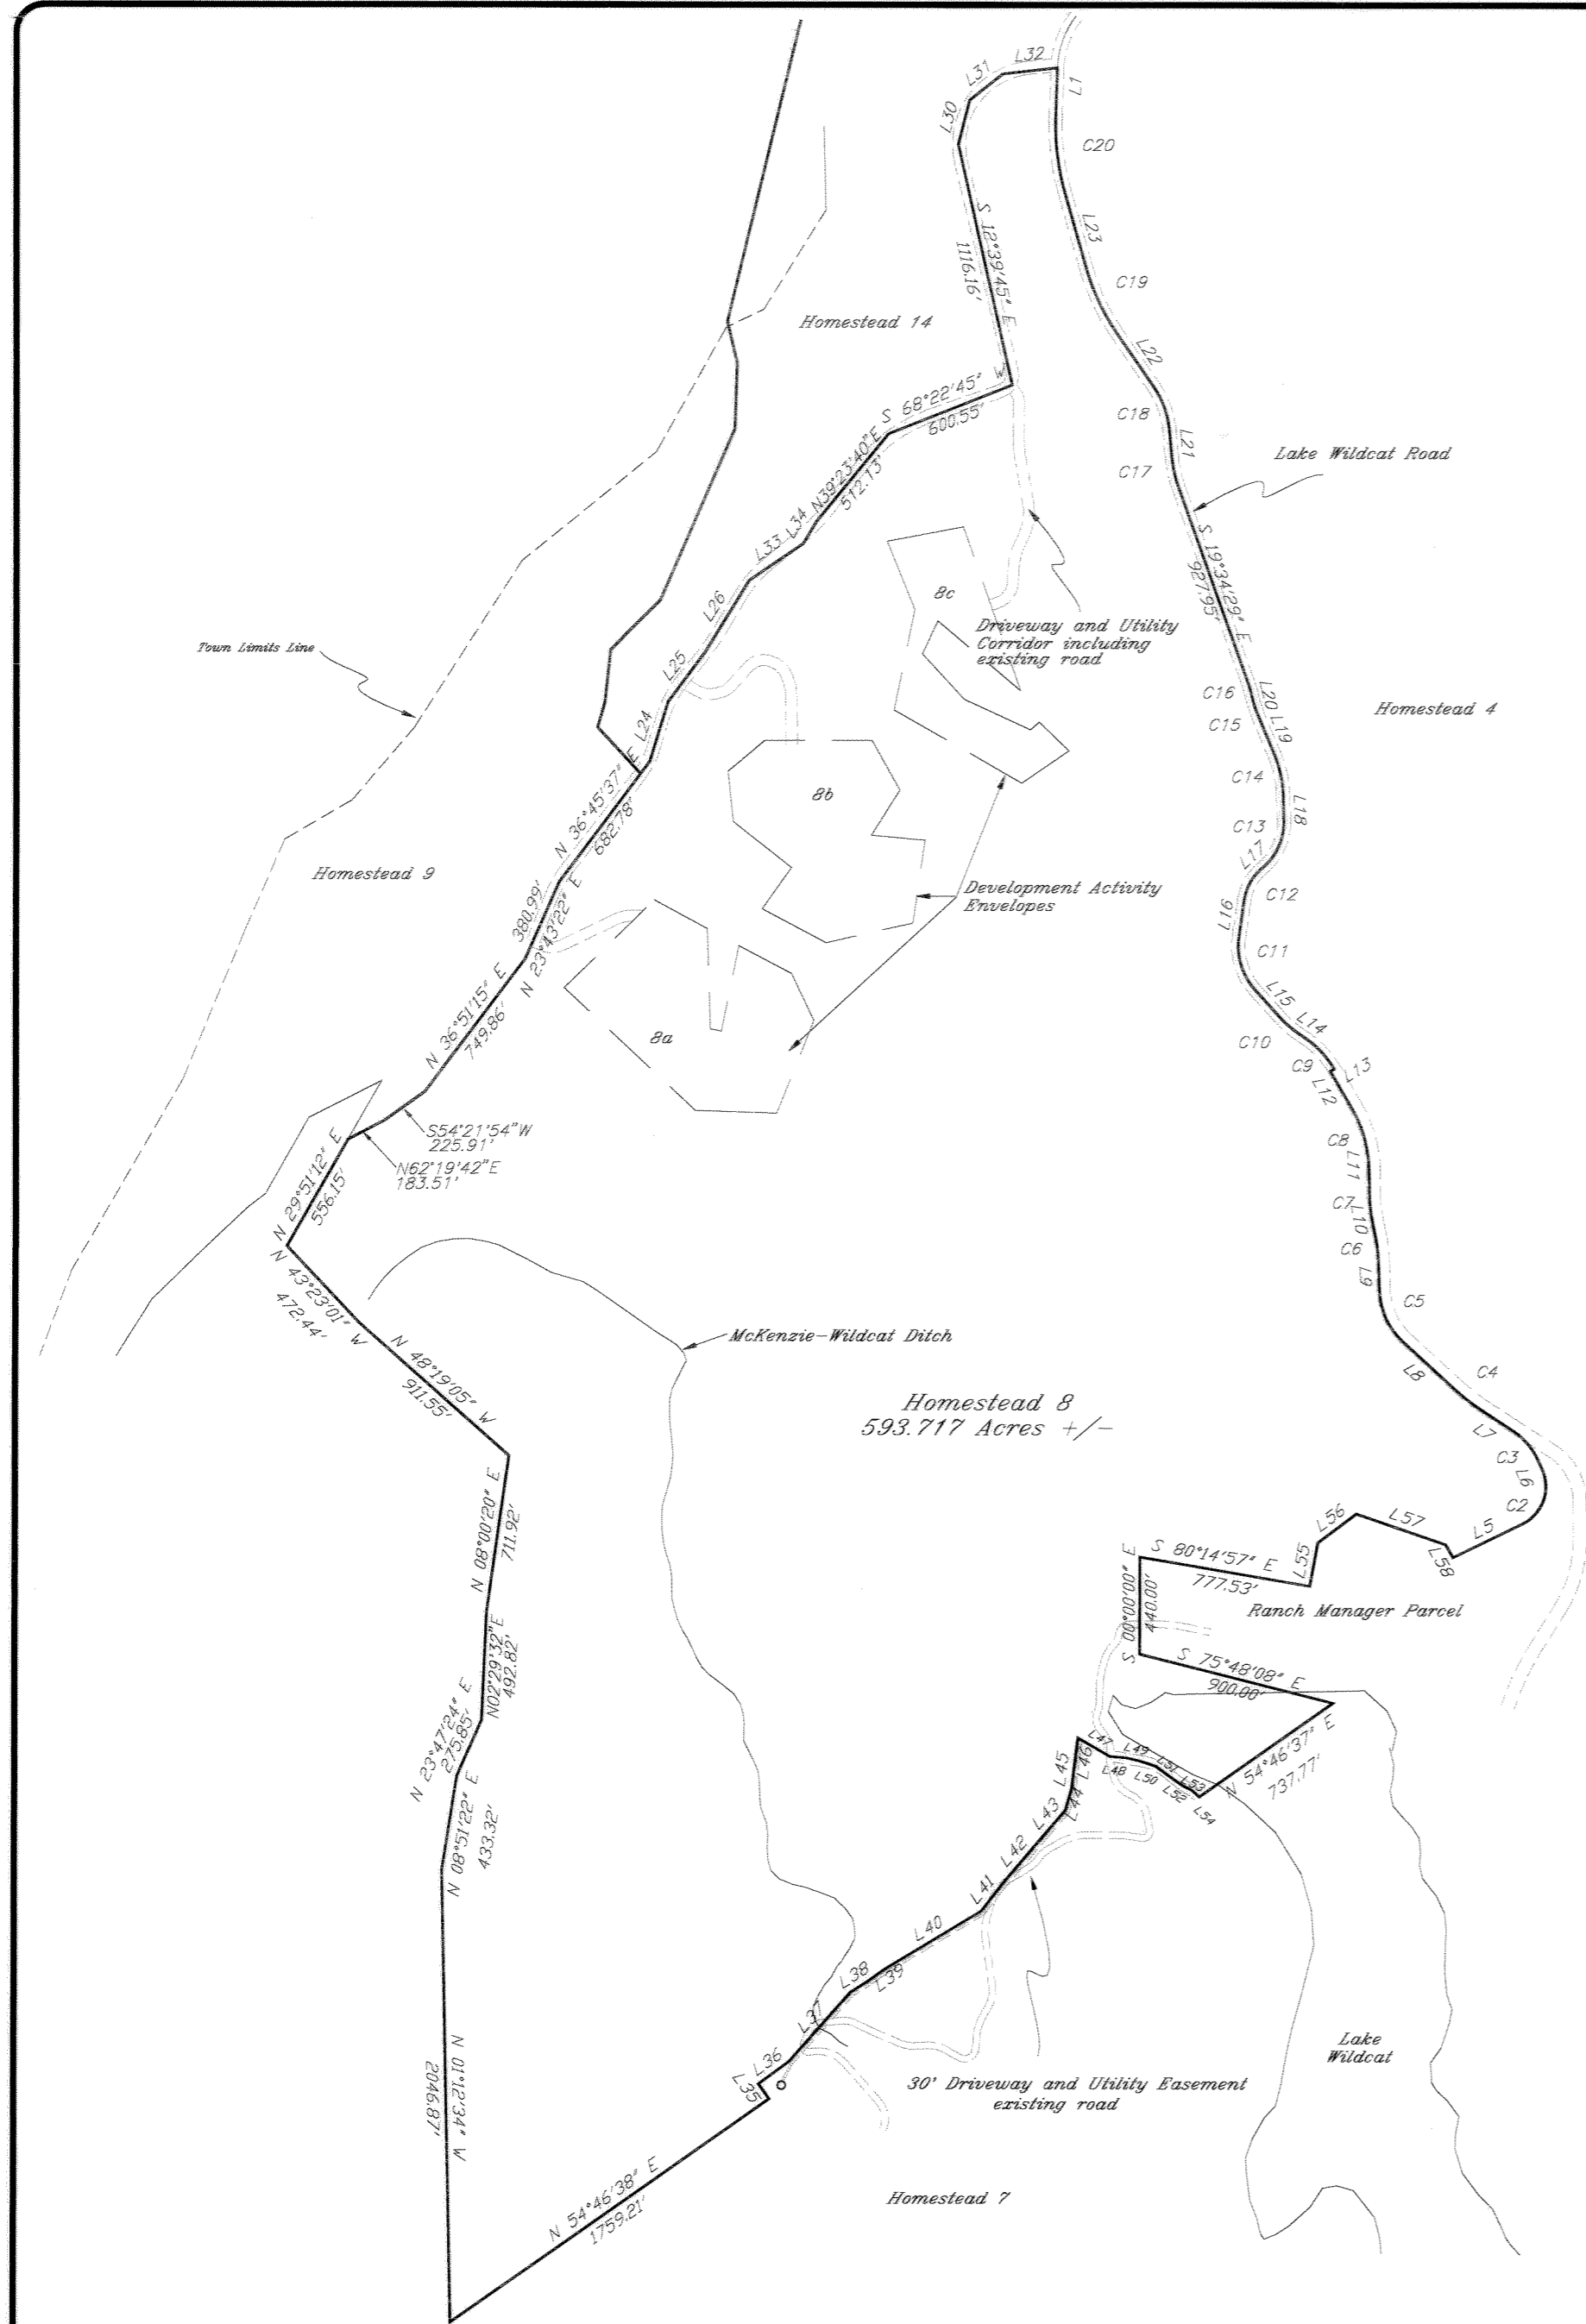 L32
L31
L30
L1
C20
L23
C19
S 12°39'45" E
1116.16'
Homestead 14
L22
S 68°22'45" W
600.55'
C18
L21
C17
Lake Wildcat Road
N39°23'40"E
512.13'
L34
L33
S 19°34'29" E
927.95'
8c
L26
Driveway and Utility
Corridor including
existing road
Town Limits Line
L25
C16
L20
Homestead 4
C15
L19
L24
C14
N 36°45'37" E
682.78'
8b
L18
C13
L17
Homestead 9
Development Activity
Envelopes
C12
380.99'
N 23°43'22" E
L16
C11
N 36°51'15" E
749.86'
L15
L14
8a
C10
C9
L13
L12
S54°21'54"W
225.91'
C8
N62°19'42"E
183.51'
L11
N 29°51'12" E
556.15'
C7
L10
C6
N 43°23'01" W
472.44'
L9
C5
McKenzie-Wildcat Ditch
N 48°19'05" W
911.55'
L8
C4
Homestead 8
593.717 Acres +/-
L7
C3
L6
N 08°00'20" E
711.92'
C2
L56
L57
L5
L58
S 80°14'57" E
777.53'
L55
Ranch Manager Parcel
S 00°00'00" E
440.00'
N02°29'32"E
492.82'
S 75°48'08" E
900.00'
N 23°47'24" E
275.85'
L47
L49
L51
L53
L45
L46
L48
L50
L52
L54
N 54°46'37" E
737.77'
L43
L44
N 08°51'22" E
433.32'
L42
L41
L40
L38
L39
L37
N 01°12'34" W
2046.87'
L36
L35
Lake
Wildcat
30' Driveway and Utility Easement
existing road
N 54°46'38" E
1759.21'
Homestead 7